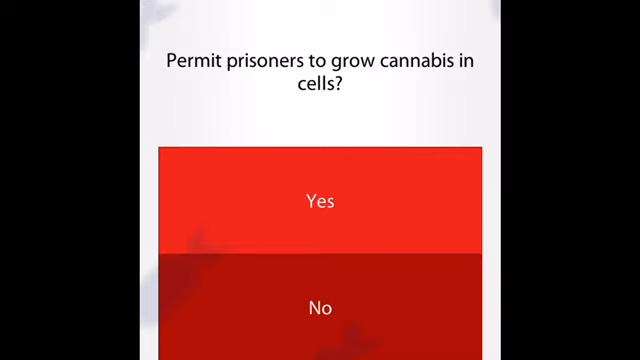 Permit prisoners to grow cannabis in
cells?
Yes
No